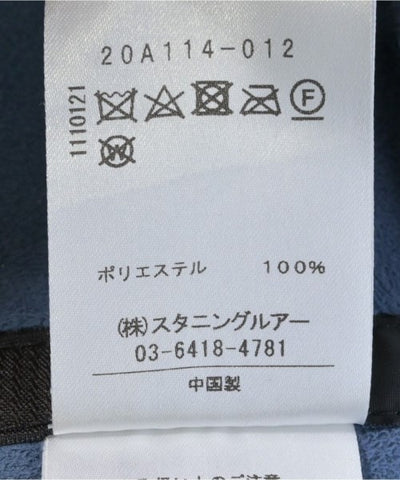 20A114-012
1110121
F
W
ポリエステル 100%
(株)スタニングルアー
03-6418-4781
中国製